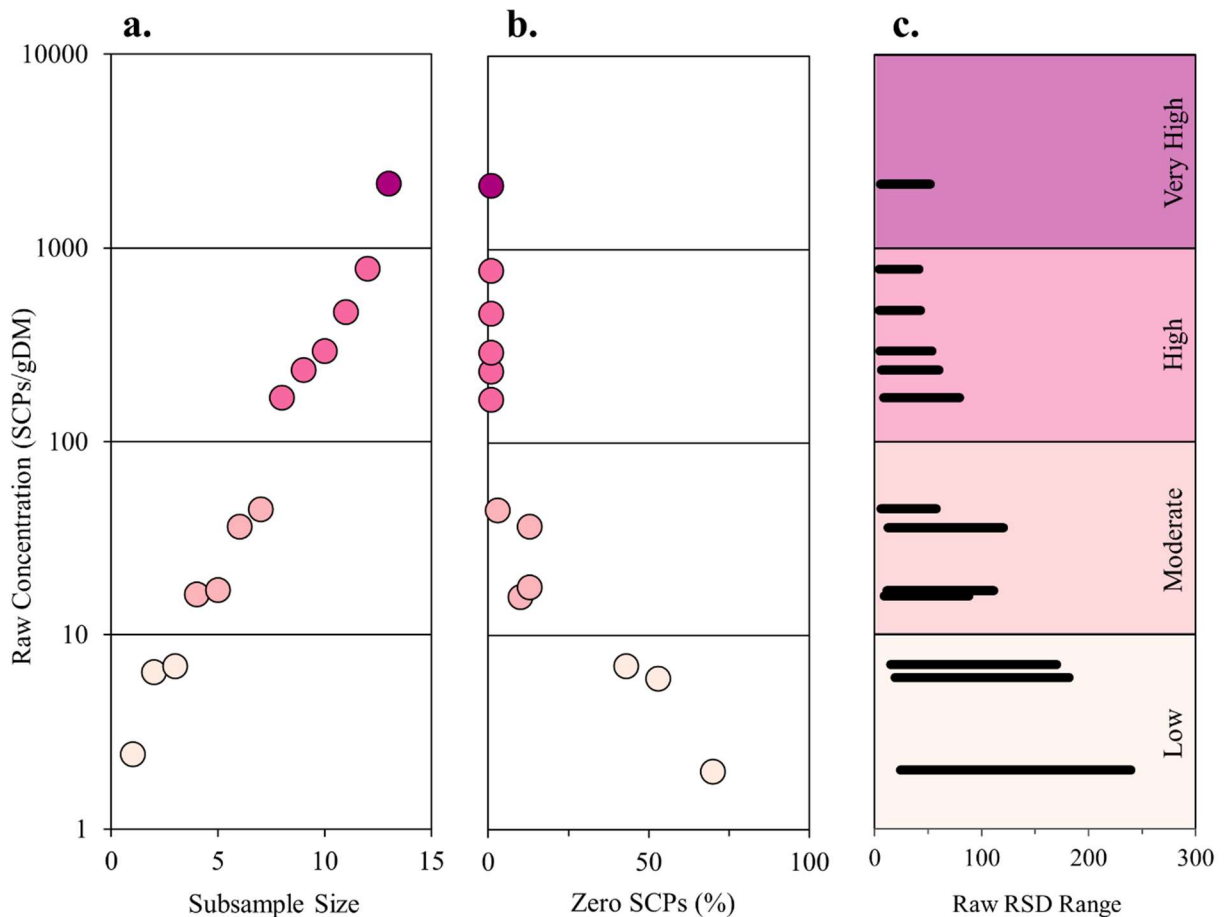 a.
b.
c.
Raw Concentration (SCPs/gDM)
10000
1000
100
10
1
0
5
10
15
Subsample Size
0
50
100
Zero SCPs (%)
Very High
High
Moderate
Low
0
100
200
300
Raw RSD Range